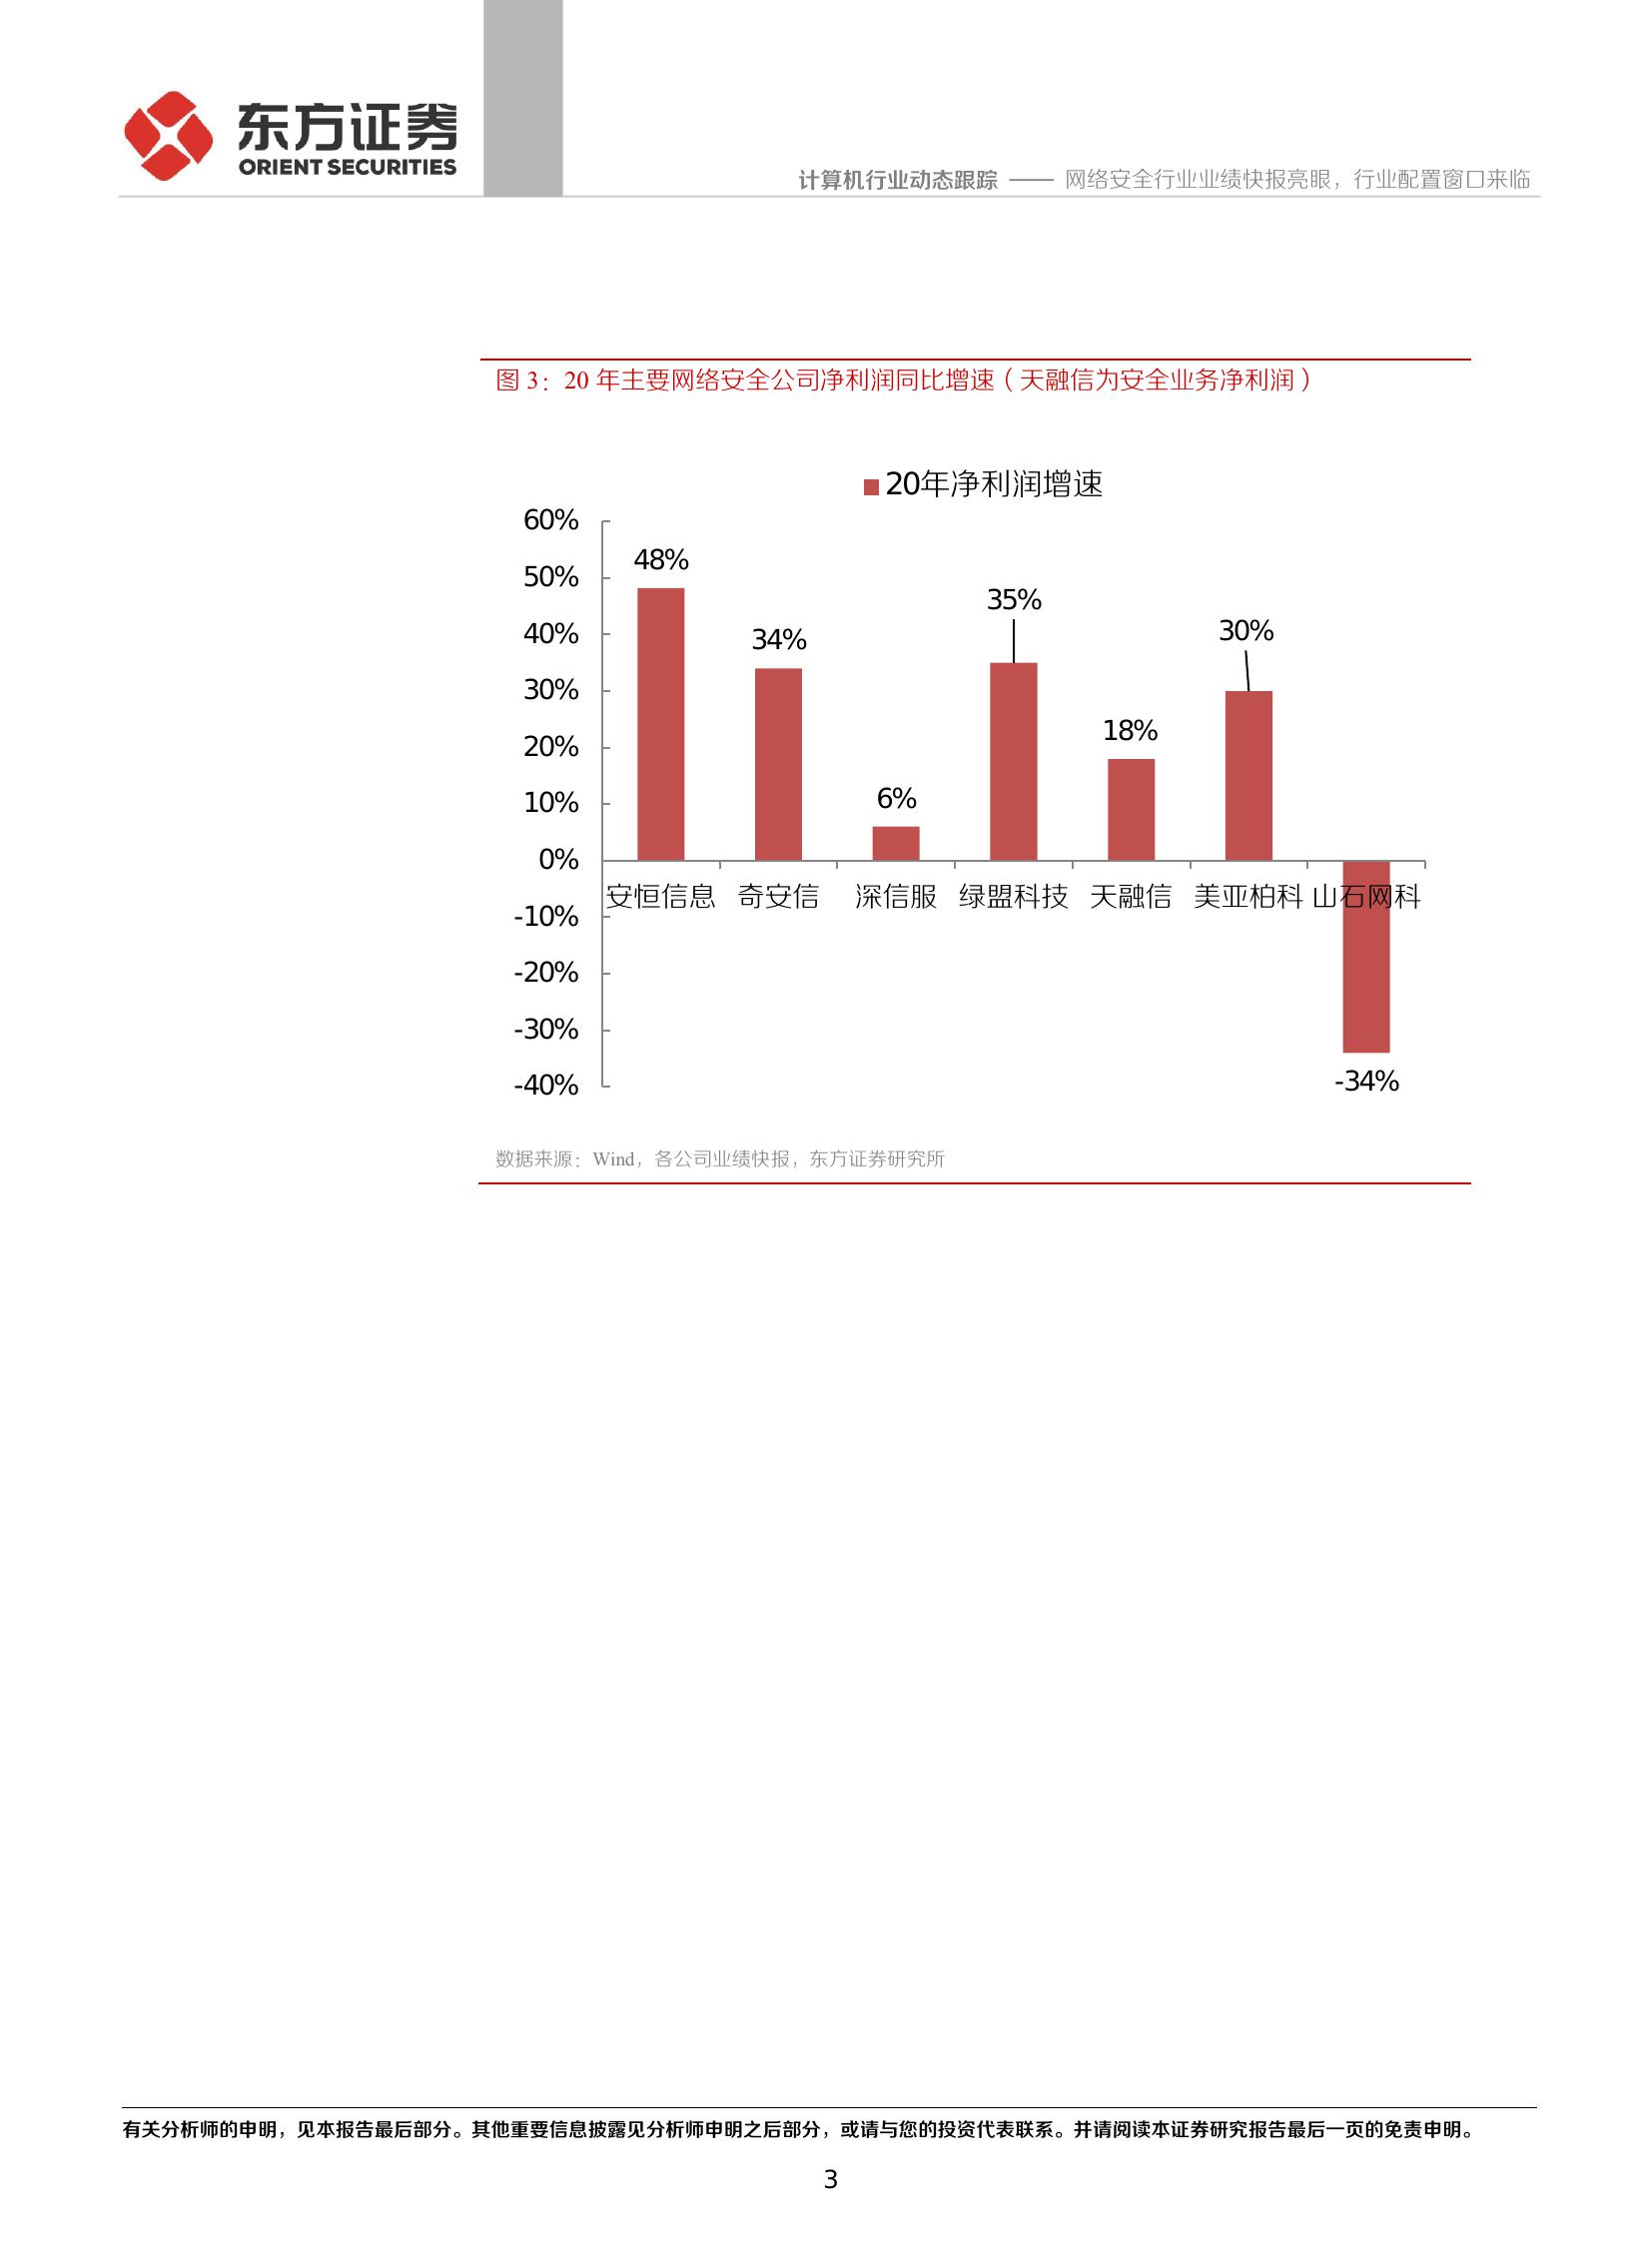 东方证券
ORIENT SECURITIES
计算机行业动态跟踪 —— 网络安全行业业绩快报亮眼，行业配置窗口来临
图 3：20 年主要网络安全公司净利润同比增速（天融信为安全业务净利润）
20年净利润增速
60%
50%
40%
30%
20%
10%
0%
-10%
-20%
-30%
-40%
48%
34%
6%
35%
18%
30%
-34%
安恒信息 奇安信 深信服 绿盟科技 天融信 美亚柏科 山石网科
数据来源：Wind，各公司业绩快报，东方证券研究所
有关分析师的申明，见本报告最后部分。其他重要信息披露见分析师申明之后部分，或请与您的投资代表联系。并请阅读本证券研究报告最后一页的免责申明。
3